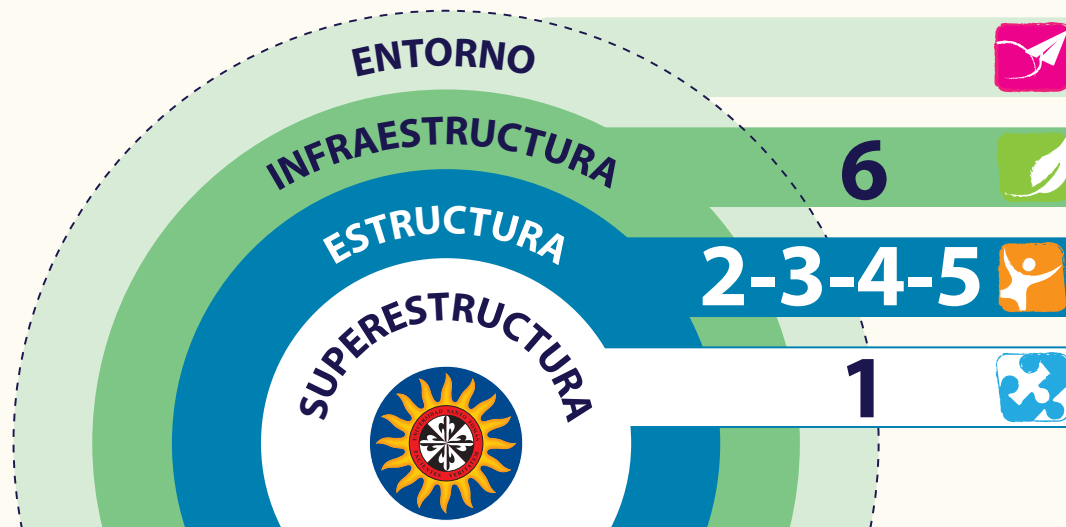 ENTORNO
INFRAESTRUCTURA
6
ESTRUCTURA
2-3-4-5
SUPERESTRUCTURA
1